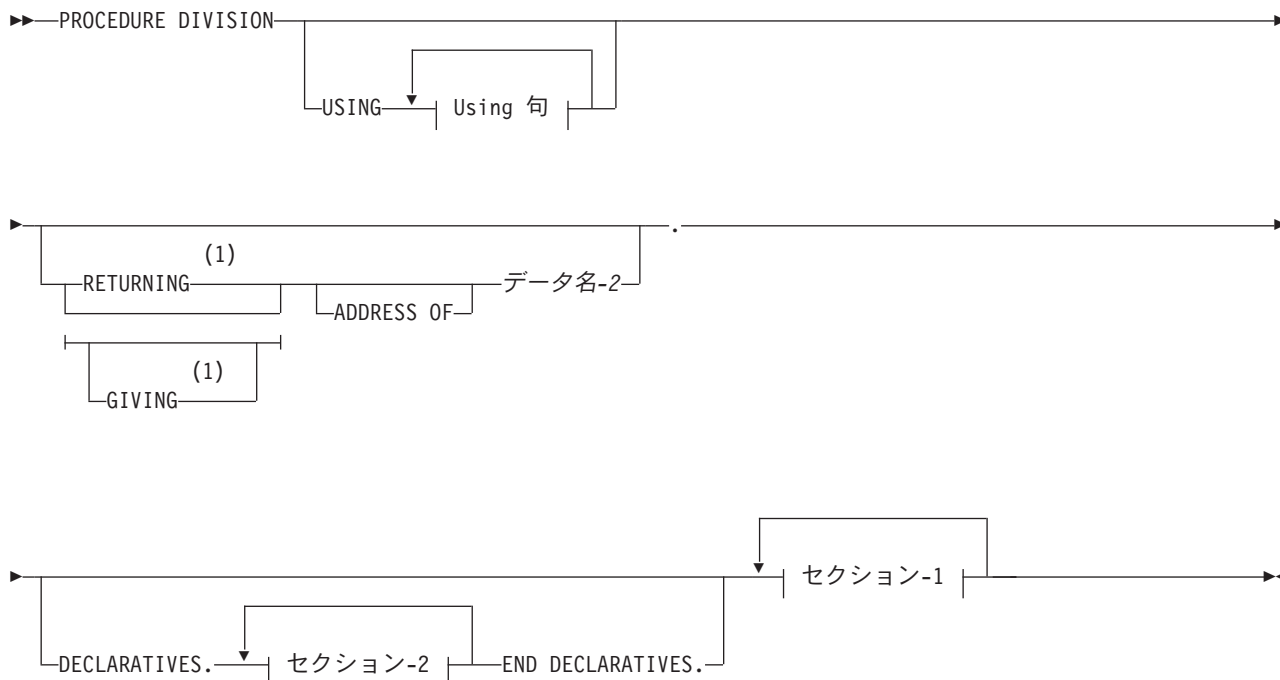 PROCEDURE DIVISION
USING Using 句
(1)
RETURNING データ名-2 .
ADDRESS OF
(1)
GIVING
セクション-1
DECLARATIVES. セクション-2 END DECLARATIVES.